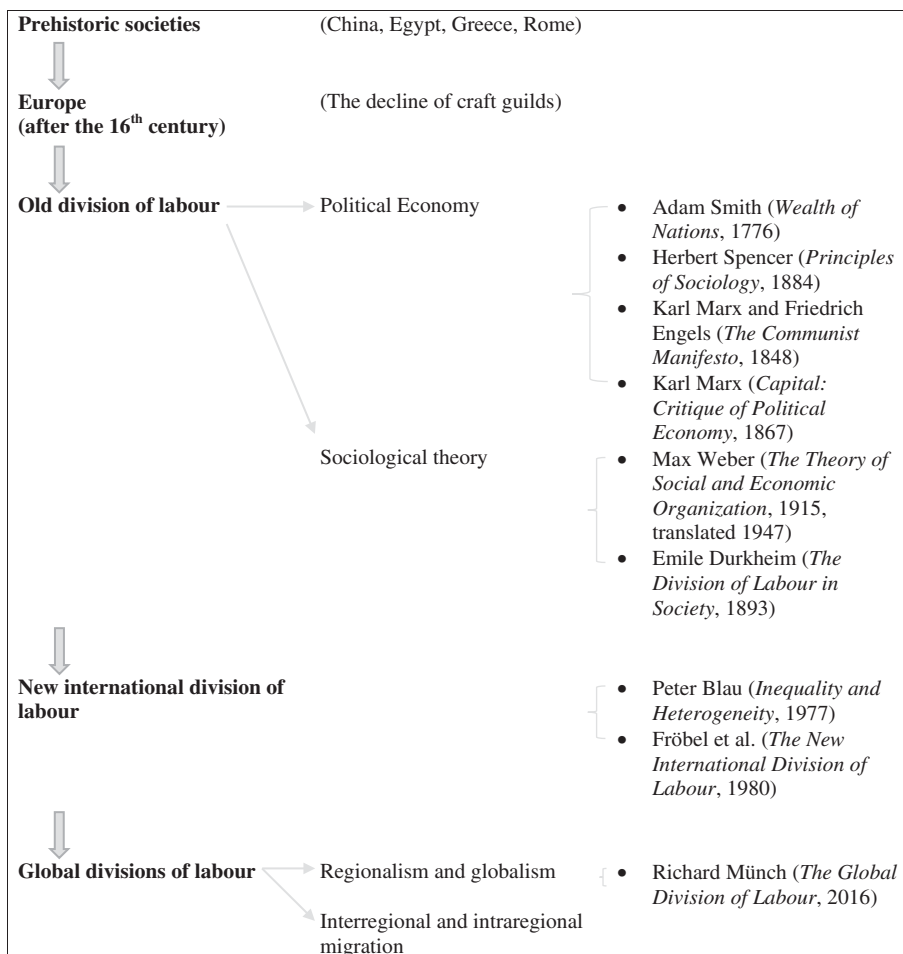 Prehistoric societies (China, Egypt, Greece, Rome)
Europe (The decline of craft guilds)
(after the 16th century)
Old division of labour Political Economy
• Adam Smith (Wealth of
Nations, 1776)
• Herbert Spencer (Principles
of Sociology, 1884)
• Karl Marx and Friedrich
Engels (The Communist
Manifesto, 1848)
• Karl Marx (Capital:
Critique of Political
Economy, 1867)
Sociological theory
• Max Weber (The Theory of
Social and Economic
Organization, 1915,
translated 1947)
• Emile Durkheim (The
Division of Labour in
Society, 1893)
New international division of
labour
• Peter Blau (Inequality and
Heterogeneity, 1977)
• Fröbel et al. (The New
International Division of
Labour, 1980)
Global divisions of labour Regionalism and globalism
• Richard Münch (The Global
Division of Labour, 2016)
Interregional and intraregional
migration